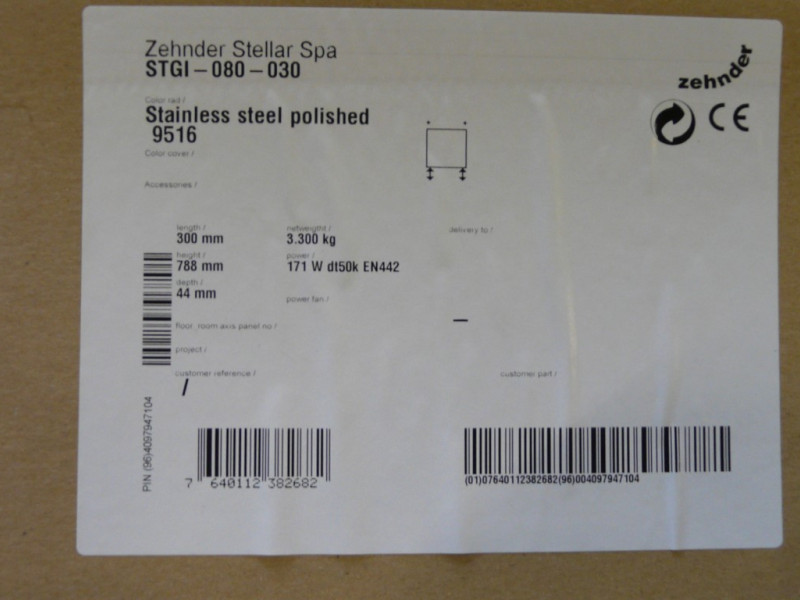 Zehnder Stellar Spa
STGI – 080 – 030
zehnder
Color rad /
Stainless steel polished
9516
CE
Color cover /
Accessories /
length /
300 mm
netweigtht /
3.300 kg
delivery to /
height /
788 mm
power /
171 W dt50k EN442
depth /
44 mm
power fan /
–
floor, room axis panel no /
project /
customer reference /
/
customer part /
PIN (96)4097947104
7 640112 382682
(01)07640112382682(96)004097947104